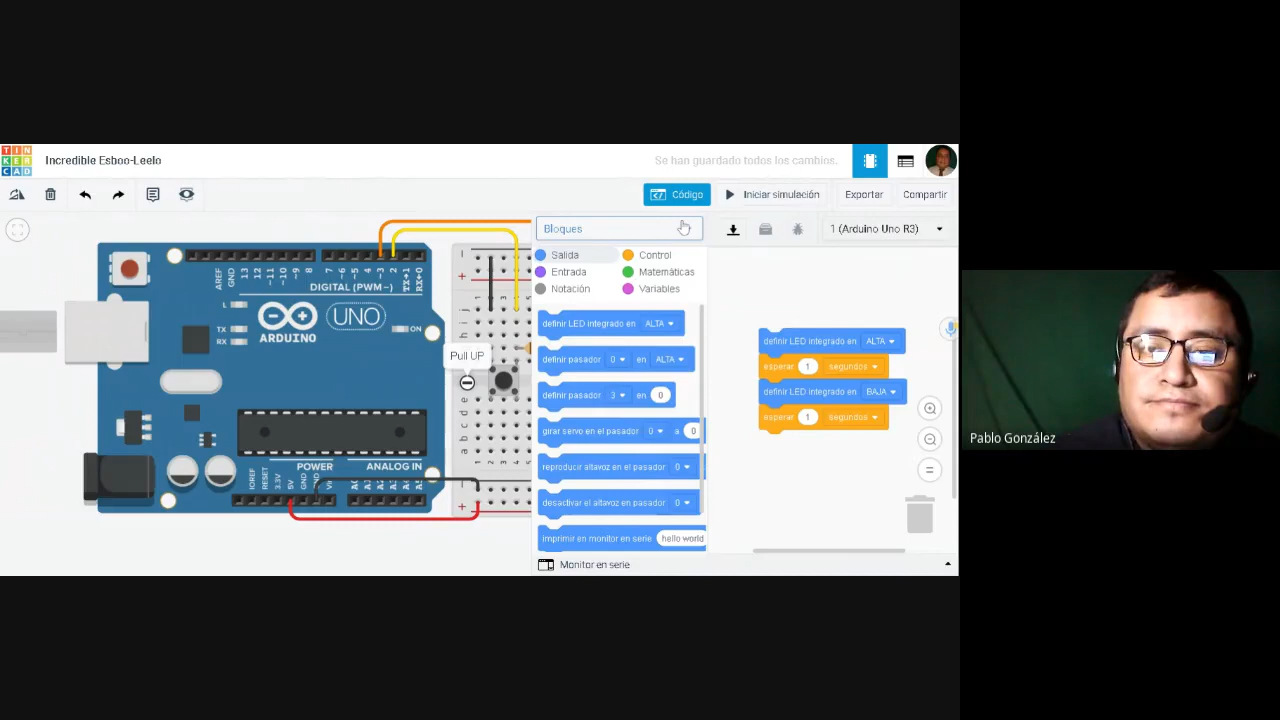 TIN
KER
CAD
Incredible Esboo-Leelo
Se han guardado todos los cambios.
Código
Iniciar simulación
Exportar
Compartir
Bloques
1 (Arduino Uno R3)
Salida
Control
Entrada
Matemáticas
Notación
Variables
definir LED integrado en ALTA
definir pasador 0 en ALTA
definir pasador 3 en 0
girar servo en el pasador 0 a 0
reproducir altavoz en el pasador 0
desactivar el altavoz en pasador 0
imprimir en monitor en serie hello world
definir LED integrado en ALTA
esperar 1 segundos
definir LED integrado en BAJA
esperar 1 segundos
Monitor en serie
AREF
GND
13
12
~11
~10
~9
8
7
~6
~5
4
~3
2
TX→1
RX←0
DIGITAL (PWM~)
L
TX
RX
UNO
ARDUINO
ON
Pull UP
POWER
ANALOG IN
IOREF
RESET
3.3V
5V
GND
A0
A1
A2
A3
A4
A5
Pablo González